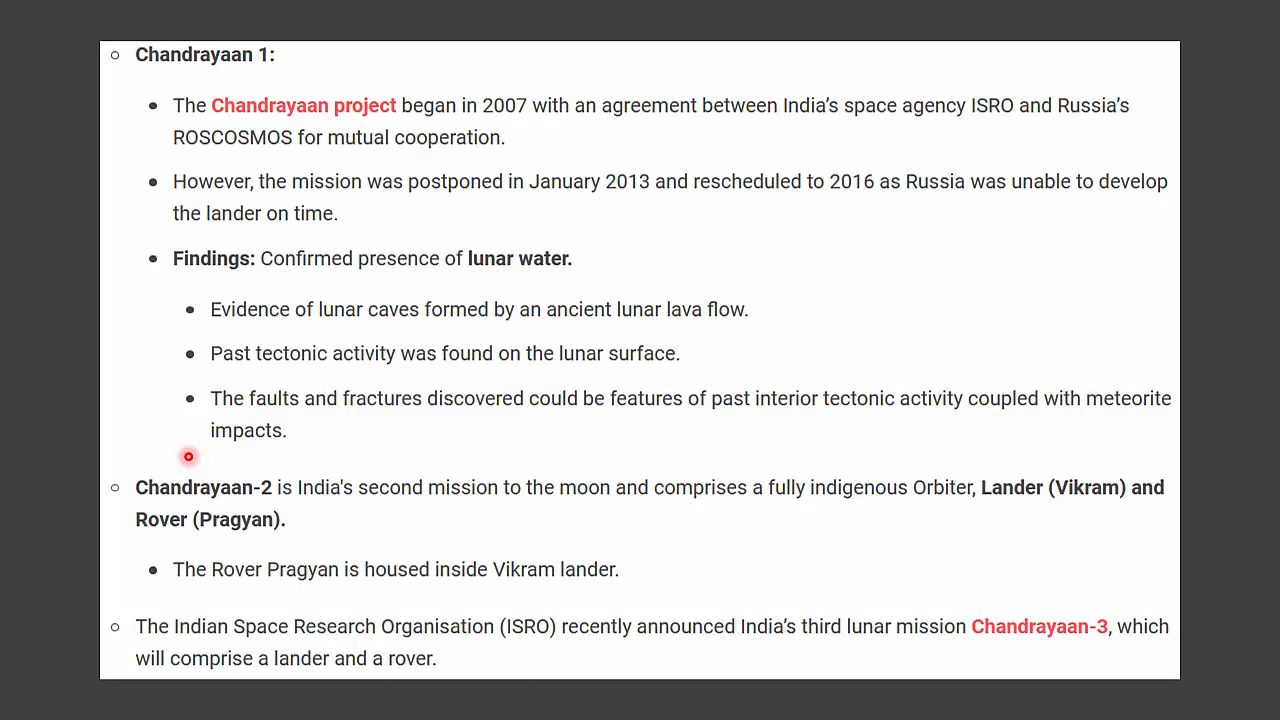 Chandrayaan 1:
The Chandrayaan project began in 2007 with an agreement between India’s space agency ISRO and Russia’s
ROSCOSMOS for mutual cooperation.
However, the mission was postponed in January 2013 and rescheduled to 2016 as Russia was unable to develop
the lander on time.
Findings: Confirmed presence of lunar water.
Evidence of lunar caves formed by an ancient lunar lava flow.
Past tectonic activity was found on the lunar surface.
The faults and fractures discovered could be features of past interior tectonic activity coupled with meteorite
impacts.
Chandrayaan-2 is India's second mission to the moon and comprises a fully indigenous Orbiter, Lander (Vikram) and
Rover (Pragyan).
The Rover Pragyan is housed inside Vikram lander.
The Indian Space Research Organisation (ISRO) recently announced India’s third lunar mission Chandrayaan-3, which
will comprise a lander and a rover.